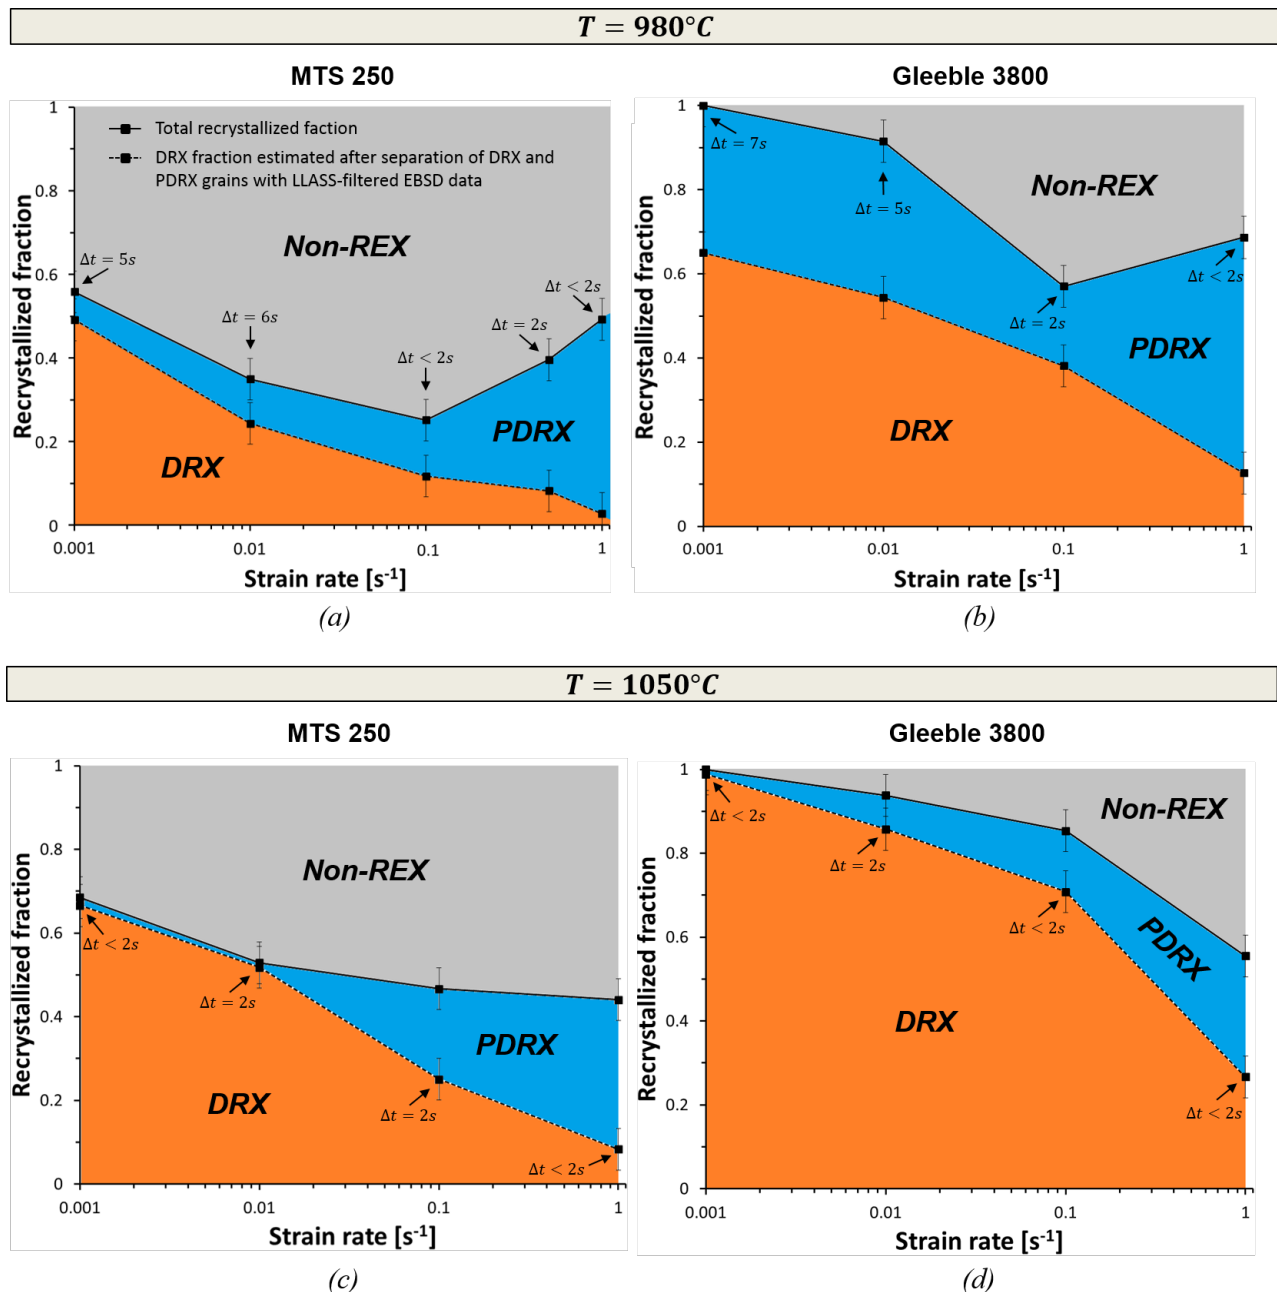 T = 980°C
MTS 250
Recrystallized fraction
1
0.8
0.6
0.4
0.2
0
Total recrystallized faction
DRX fraction estimated after separation of DRX and
PDRX grains with LLASS-filtered EBSD data
Non-REX
Δt = 5s
Δt = 6s
Δt < 2s
Δt = 2s
Δt < 2s
PDRX
DRX
0.001
0.01
0.1
1
Strain rate [s⁻¹]
(a)
Gleeble 3800
Recrystallized fraction
1
0.8
0.6
0.4
0.2
0
Δt = 7s
Δt = 5s
Non-REX
Δt < 2s
Δt = 2s
PDRX
DRX
0.001
0.01
0.1
1
Strain rate [s⁻¹]
(b)
T = 1050°C
MTS 250
Recrystallized fraction
1
0.8
0.6
0.4
0.2
0
Non-REX
Δt < 2s
Δt = 2s
PDRX
DRX
Δt = 2s
Δt < 2s
0.001
0.01
0.1
1
Strain rate [s⁻¹]
(c)
Gleeble 3800
Recrystallized fraction
1
0.8
0.6
0.4
0.2
0
Non-REX
Δt < 2s
Δt = 2s
Δt < 2s
PDRX
DRX
Δt < 2s
0.001
0.01
0.1
1
Strain rate [s⁻¹]
(d)